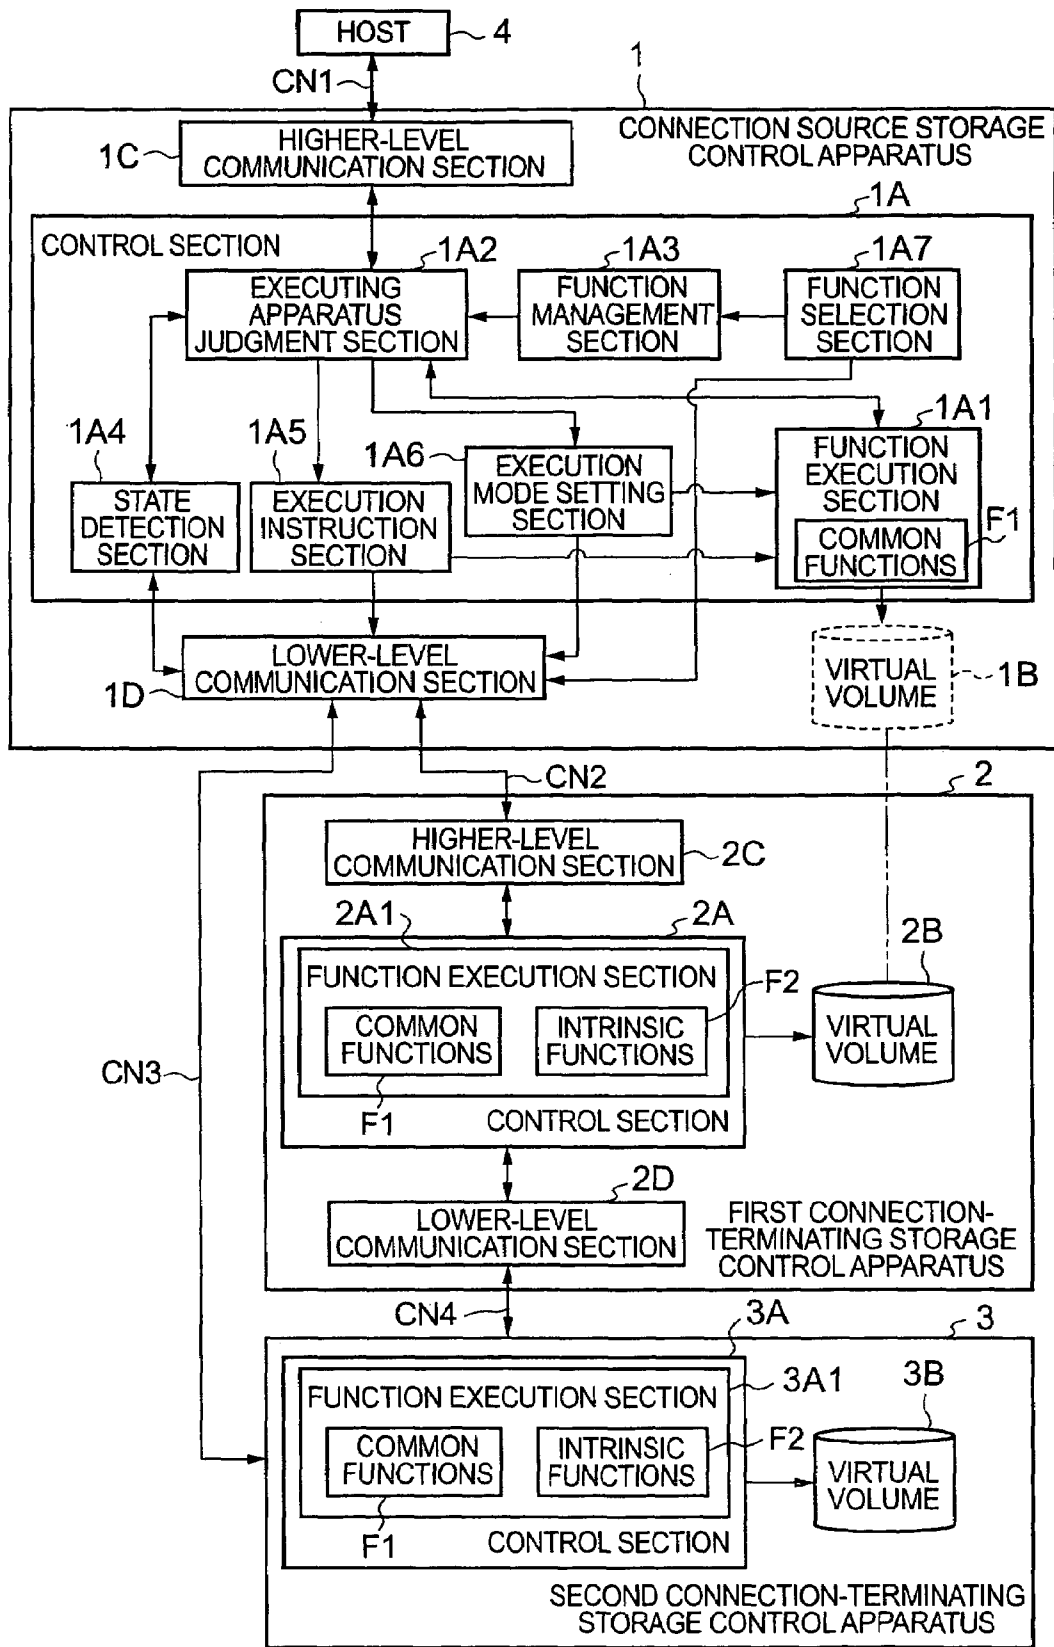 HOST
4
CN1
1
CONNECTION SOURCE STORAGE
CONTROL APPARATUS
1C
HIGHER-LEVEL
COMMUNICATION SECTION
1A
CONTROL SECTION
1A2
1A3
1A7
EXECUTING
APPARATUS
JUDGMENT SECTION
FUNCTION
MANAGEMENT
SECTION
FUNCTION
SELECTION
SECTION
1A4
1A5
1A6
1A1
STATE
DETECTION
SECTION
EXECUTION
INSTRUCTION
SECTION
EXECUTION
MODE SETTING
SECTION
FUNCTION
EXECUTION
SECTION
F1
COMMON
FUNCTIONS
LOWER-LEVEL
COMMUNICATION SECTION
1D
VIRTUAL
VOLUME
1B
CN2
2
HIGHER-LEVEL
COMMUNICATION SECTION
2C
2A1
2A
2B
FUNCTION EXECUTION SECTION
F2
COMMON
FUNCTIONS
INTRINSIC
FUNCTIONS
VIRTUAL
VOLUME
CN3
F1
CONTROL SECTION
2D
LOWER-LEVEL
COMMUNICATION SECTION
FIRST CONNECTION-
TERMINATING STORAGE
CONTROL APPARATUS
CN4
3A
3
FUNCTION EXECUTION SECTION
3A1
3B
COMMON
FUNCTIONS
INTRINSIC
FUNCTIONS
F2
VIRTUAL
VOLUME
F1
CONTROL SECTION
SECOND CONNECTION-TERMINATING
STORAGE CONTROL APPARATUS